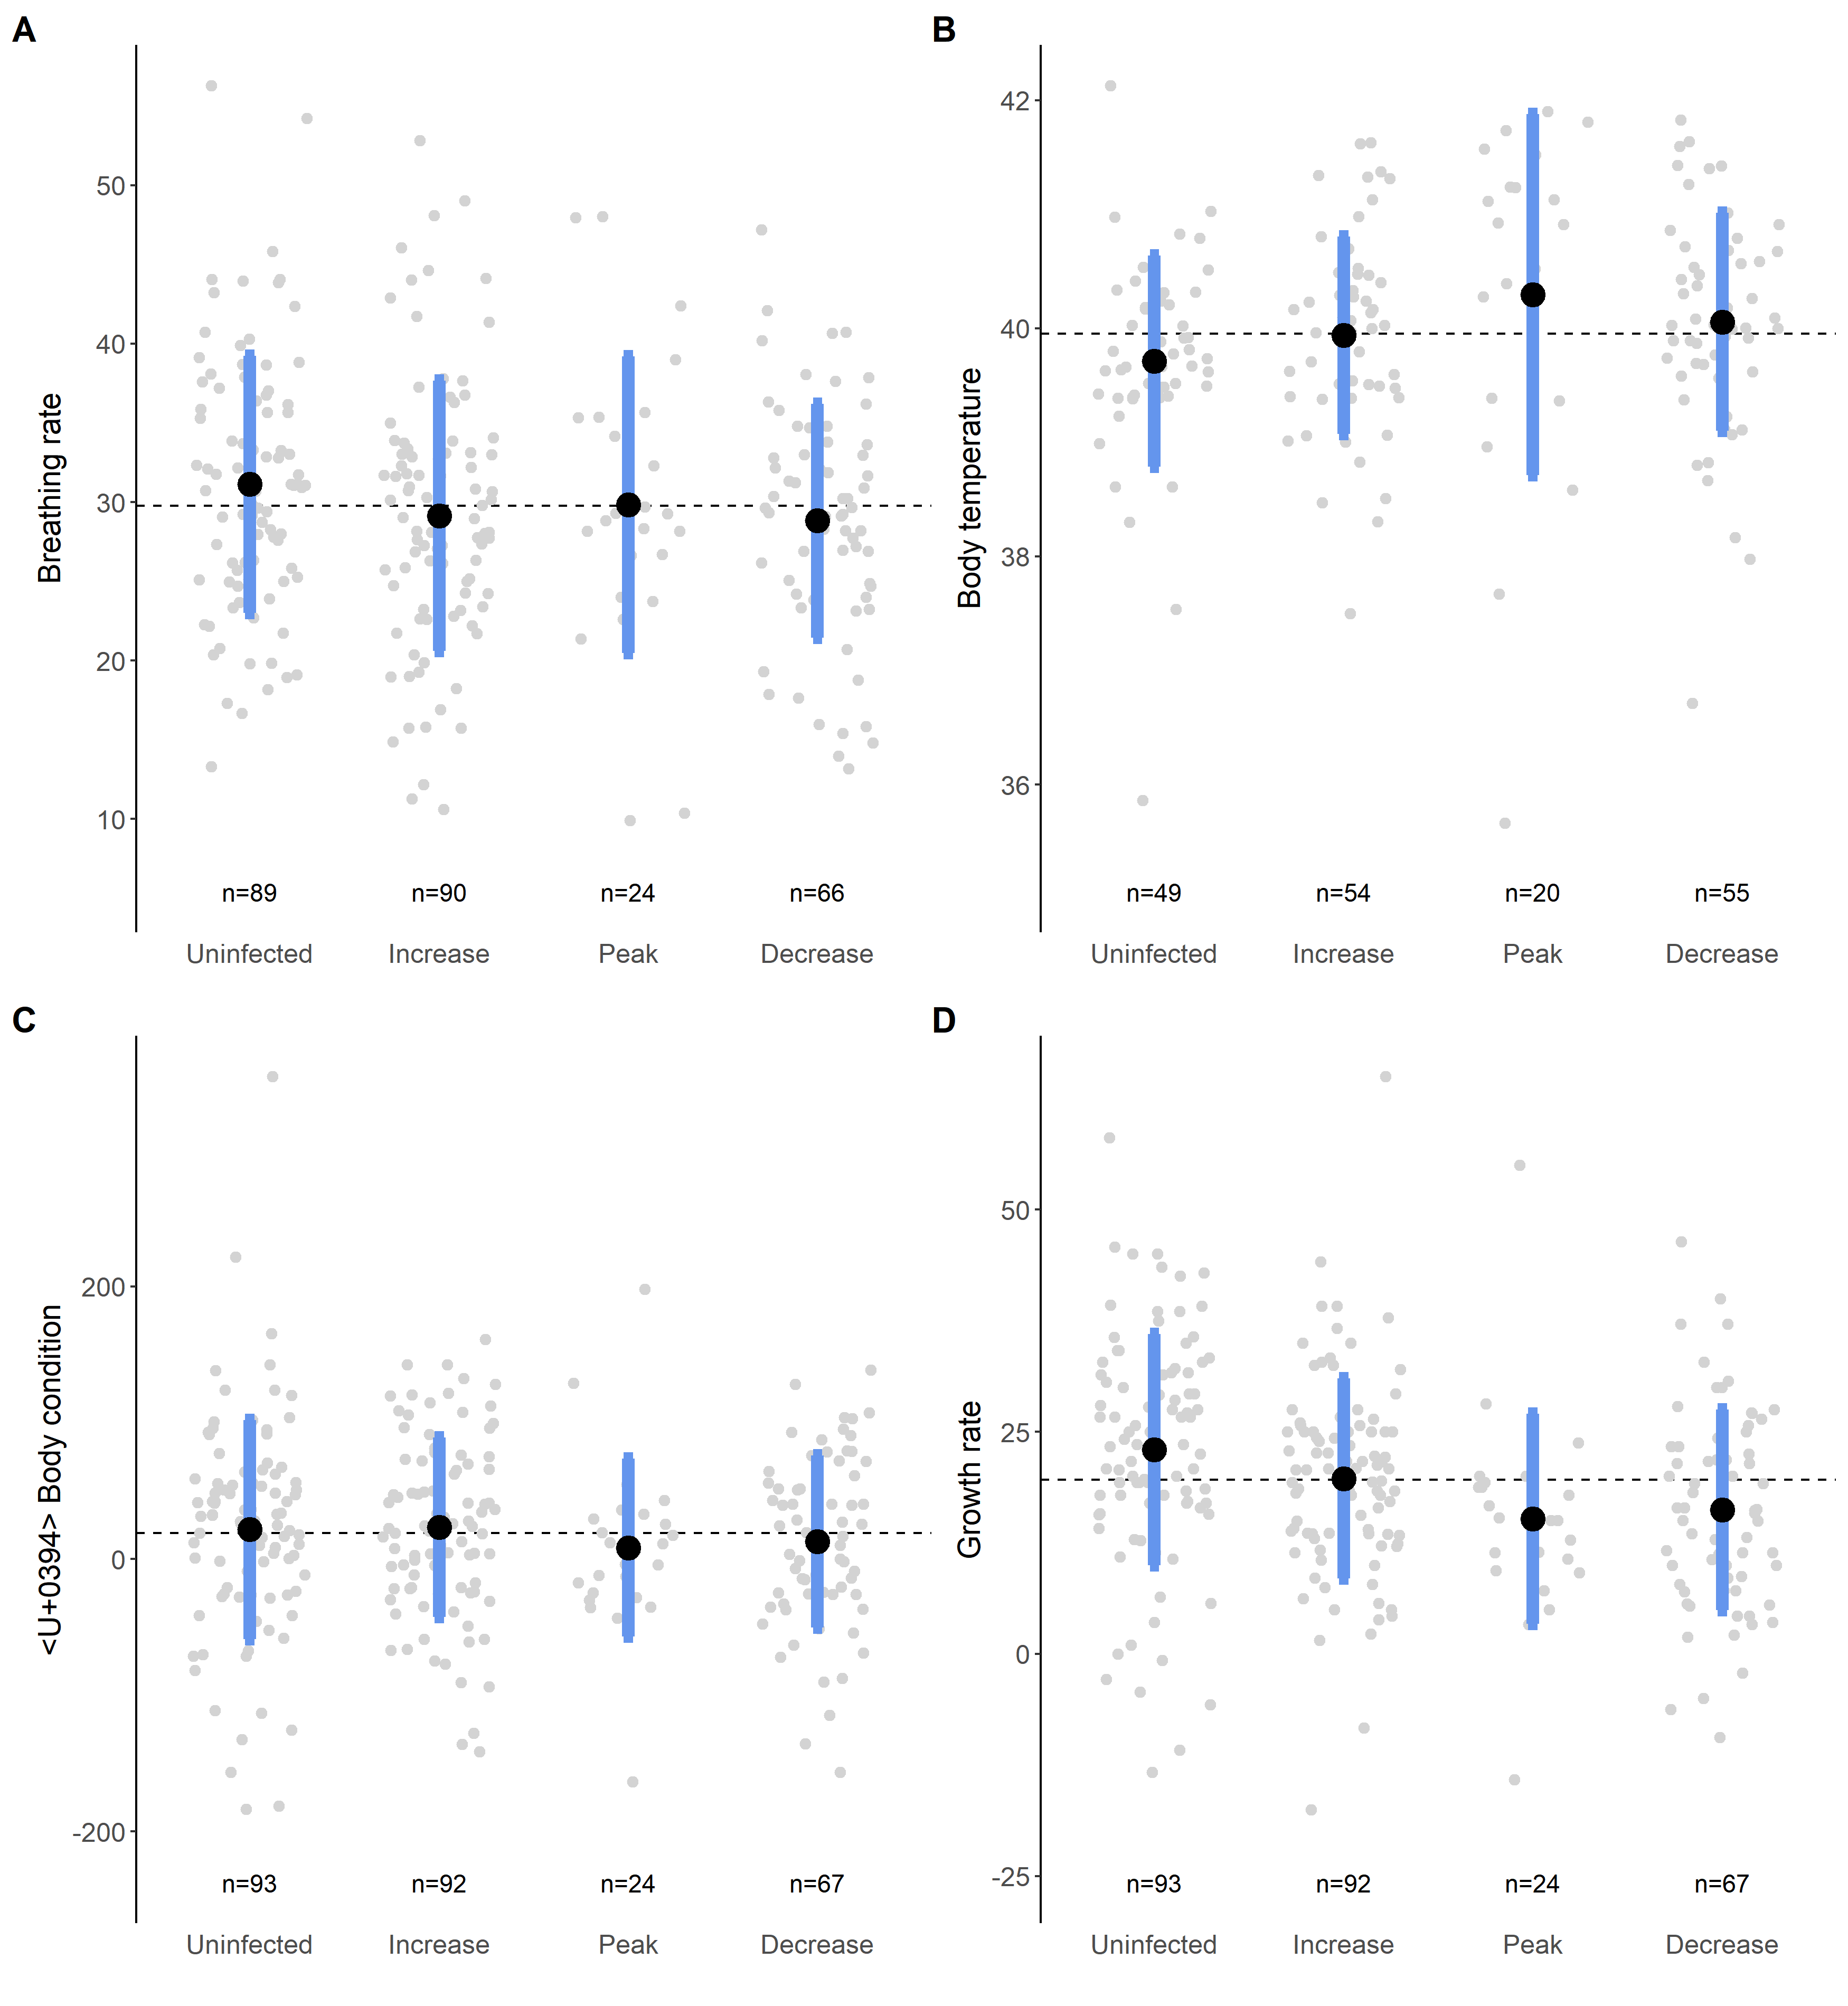 A
Breathing rate
50
40
30
20
10
n=89 n=90 n=24 n=66
Uninfected Increase Peak Decrease
B
Body temperature
42
40
38
36
n=49 n=54 n=20 n=55
Uninfected Increase Peak Decrease
C
<U+0394> Body condition
200
0
-200
n=93 n=92 n=24 n=67
Uninfected Increase Peak Decrease
D
Growth rate
50
25
0
-25
n=93 n=92 n=24 n=67
Uninfected Increase Peak Decrease